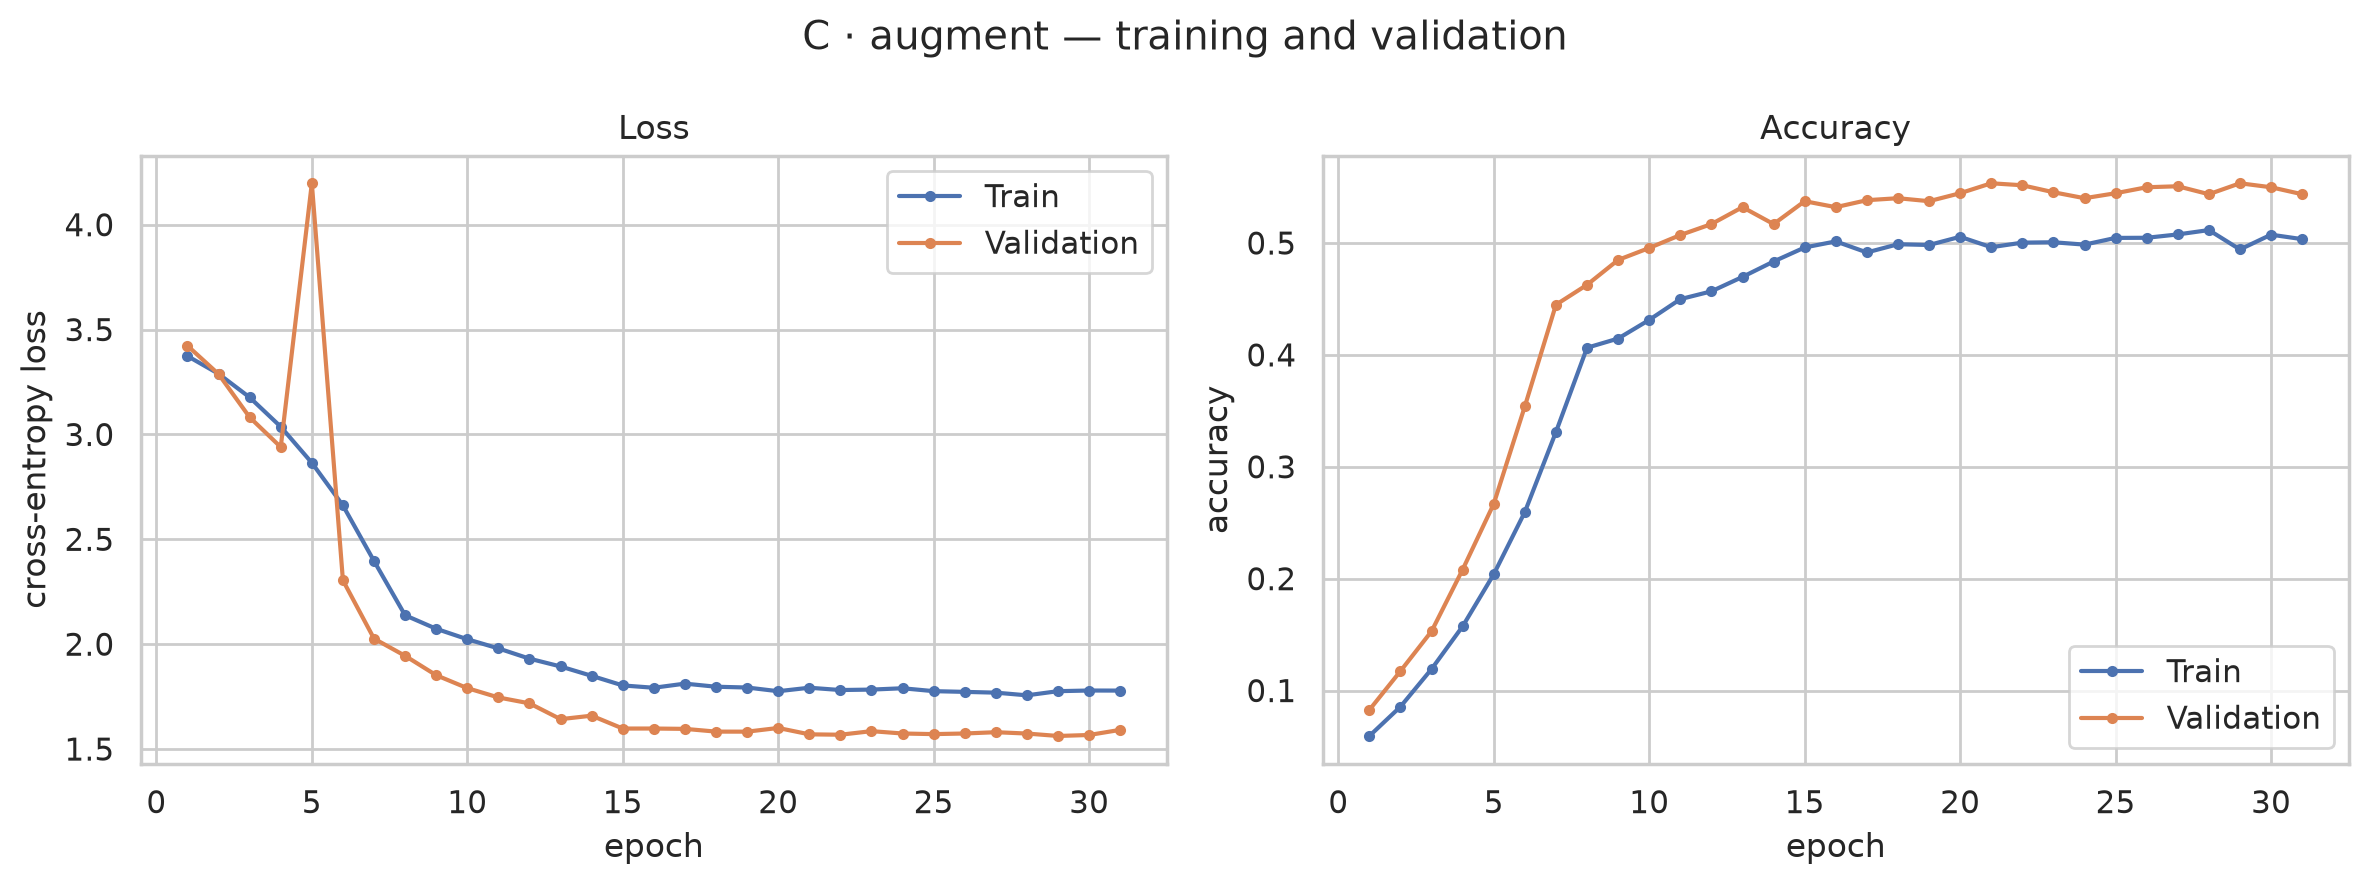 C · augment — training and validation
Loss
4.0
3.5
3.0
2.5
2.0
1.5
cross-entropy loss
Train
Validation
0 5 10 15 20 25 30
epoch
Accuracy
0.5
0.4
0.3
0.2
0.1
accuracy
Train
Validation
0 5 10 15 20 25 30
epoch